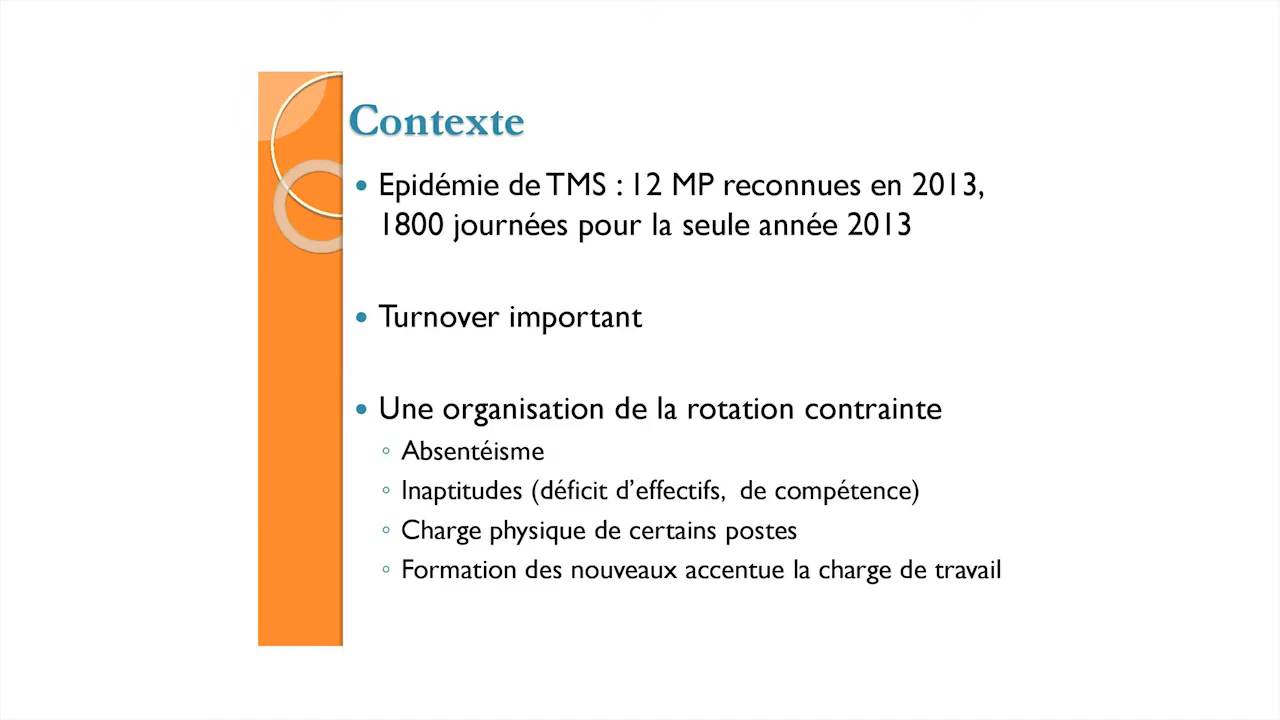 Contexte
• Epidémie de TMS : 12 MP reconnues en 2013,
1800 journées pour la seule année 2013
• Turnover important
• Une organisation de la rotation contrainte
◦ Absentéisme
◦ Inaptitudes (déficit d’effectifs, de compétence)
◦ Charge physique de certains postes
◦ Formation des nouveaux accentue la charge de travail